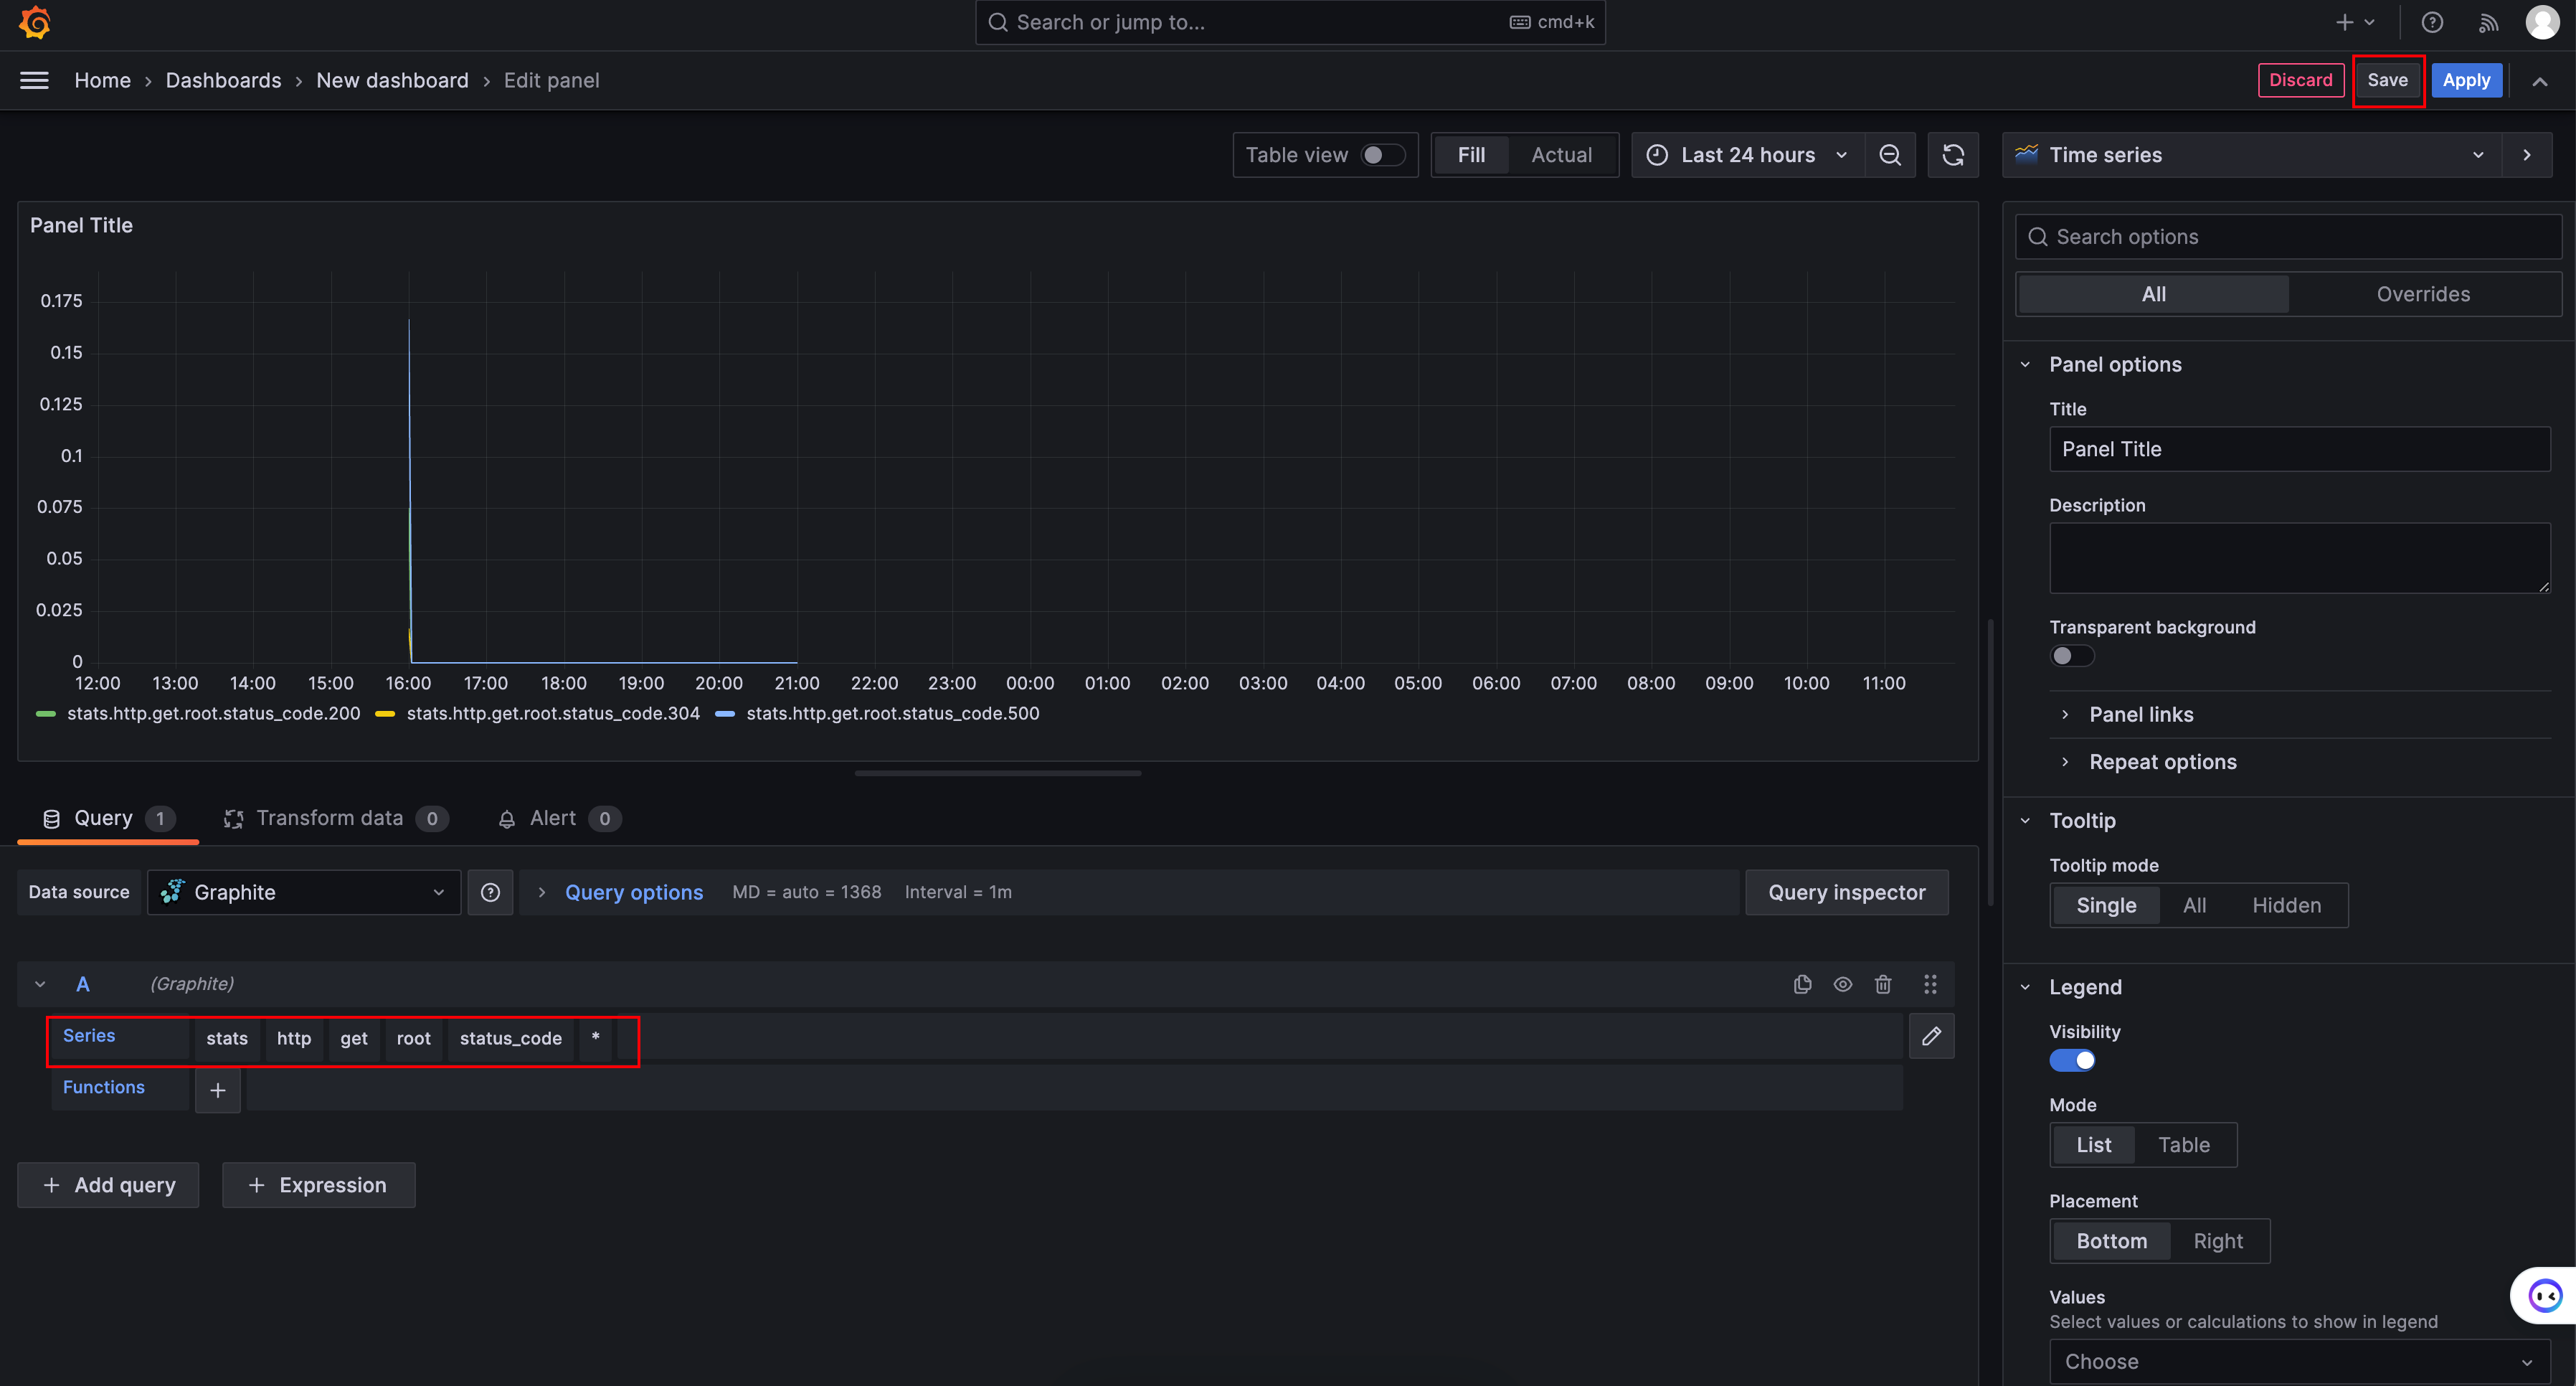 Search or jump to... cmd+k
Home › Dashboards › New dashboard › Edit panel
Discard Save Apply
Table view Fill Actual Last 24 hours
Time series
Panel Title
0.175
0.15
0.125
0.1
0.075
0.05
0.025
0
12:00 13:00 14:00 15:00 16:00 17:00 18:00 19:00 20:00 21:00 22:00 23:00 00:00 01:00 02:00 03:00 04:00 05:00 06:00 07:00 08:00 09:00 10:00 11:00
stats.http.get.root.status_code.200 stats.http.get.root.status_code.304 stats.http.get.root.status_code.500
Query 1 Transform data 0 Alert 0
Data source Graphite Query options MD = auto = 1368 Interval = 1m Query inspector
A (Graphite)
Series stats http get root status_code *
Functions +
+ Add query + Expression
Search options
All Overrides
Panel options
Title
Panel Title
Description
Transparent background
Panel links
Repeat options
Tooltip
Tooltip mode
Single All Hidden
Legend
Visibility
Mode
List Table
Placement
Bottom Right
Values
Select values or calculations to show in legend
Choose